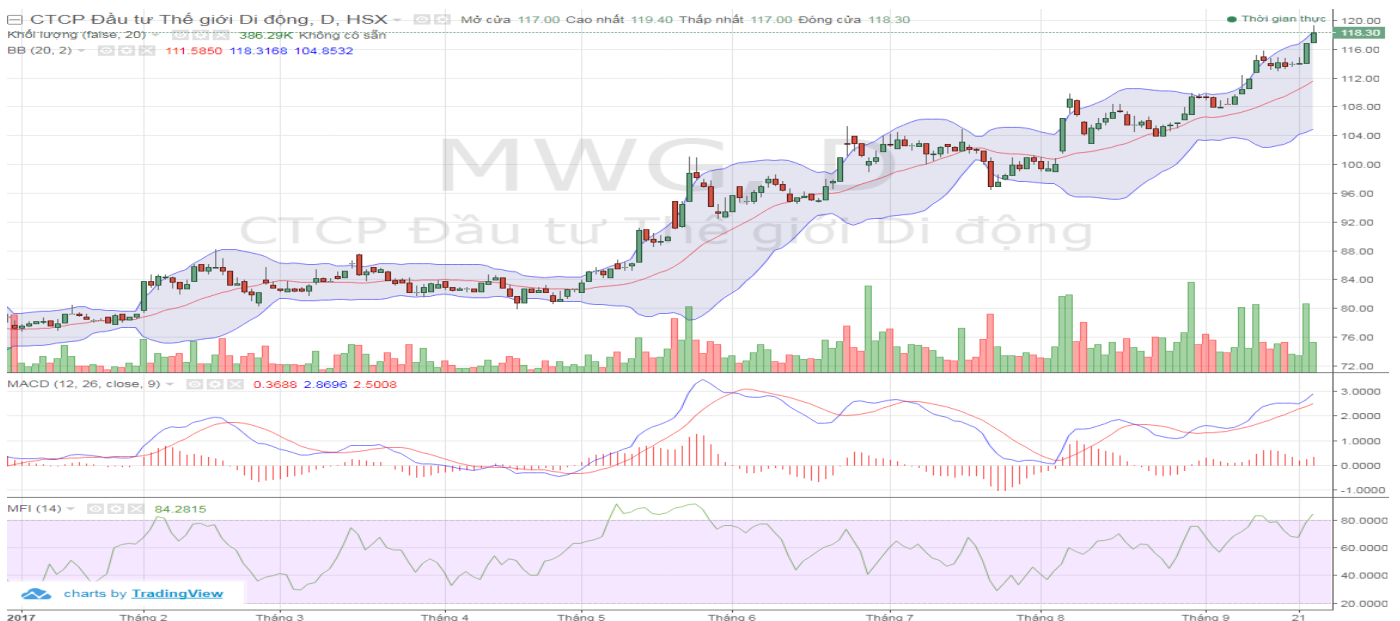 CTCP Đầu tư Thế giới Di động, D, HSX Mở cửa 117.00 Cao nhất 119.40 Thấp nhất 117.00 Đóng cửa 118.30
Thời gian thực
Khối lượng (false, 20) 386.29K Không có sẵn
BB (20, 2) 111.5850 118.3168 104.8532
MWG, D
CTCP Đầu tư Thế giới Di động
120.00
118.30
116.00
112.00
108.00
104.00
100.00
96.00
92.00
88.00
84.00
80.00
76.00
72.00
MACD (12, 26, close, 9) 0.3688 2.8696 2.5008
3.0000
2.0000
1.0000
0.0000
-1.0000
MFI (14) 84.2815
80.0000
60.0000
40.0000
20.0000
charts by TradingView
2017 Tháng 2 Tháng 3 Tháng 4 Tháng 5 Tháng 6 Tháng 7 Tháng 8 Tháng 9 21